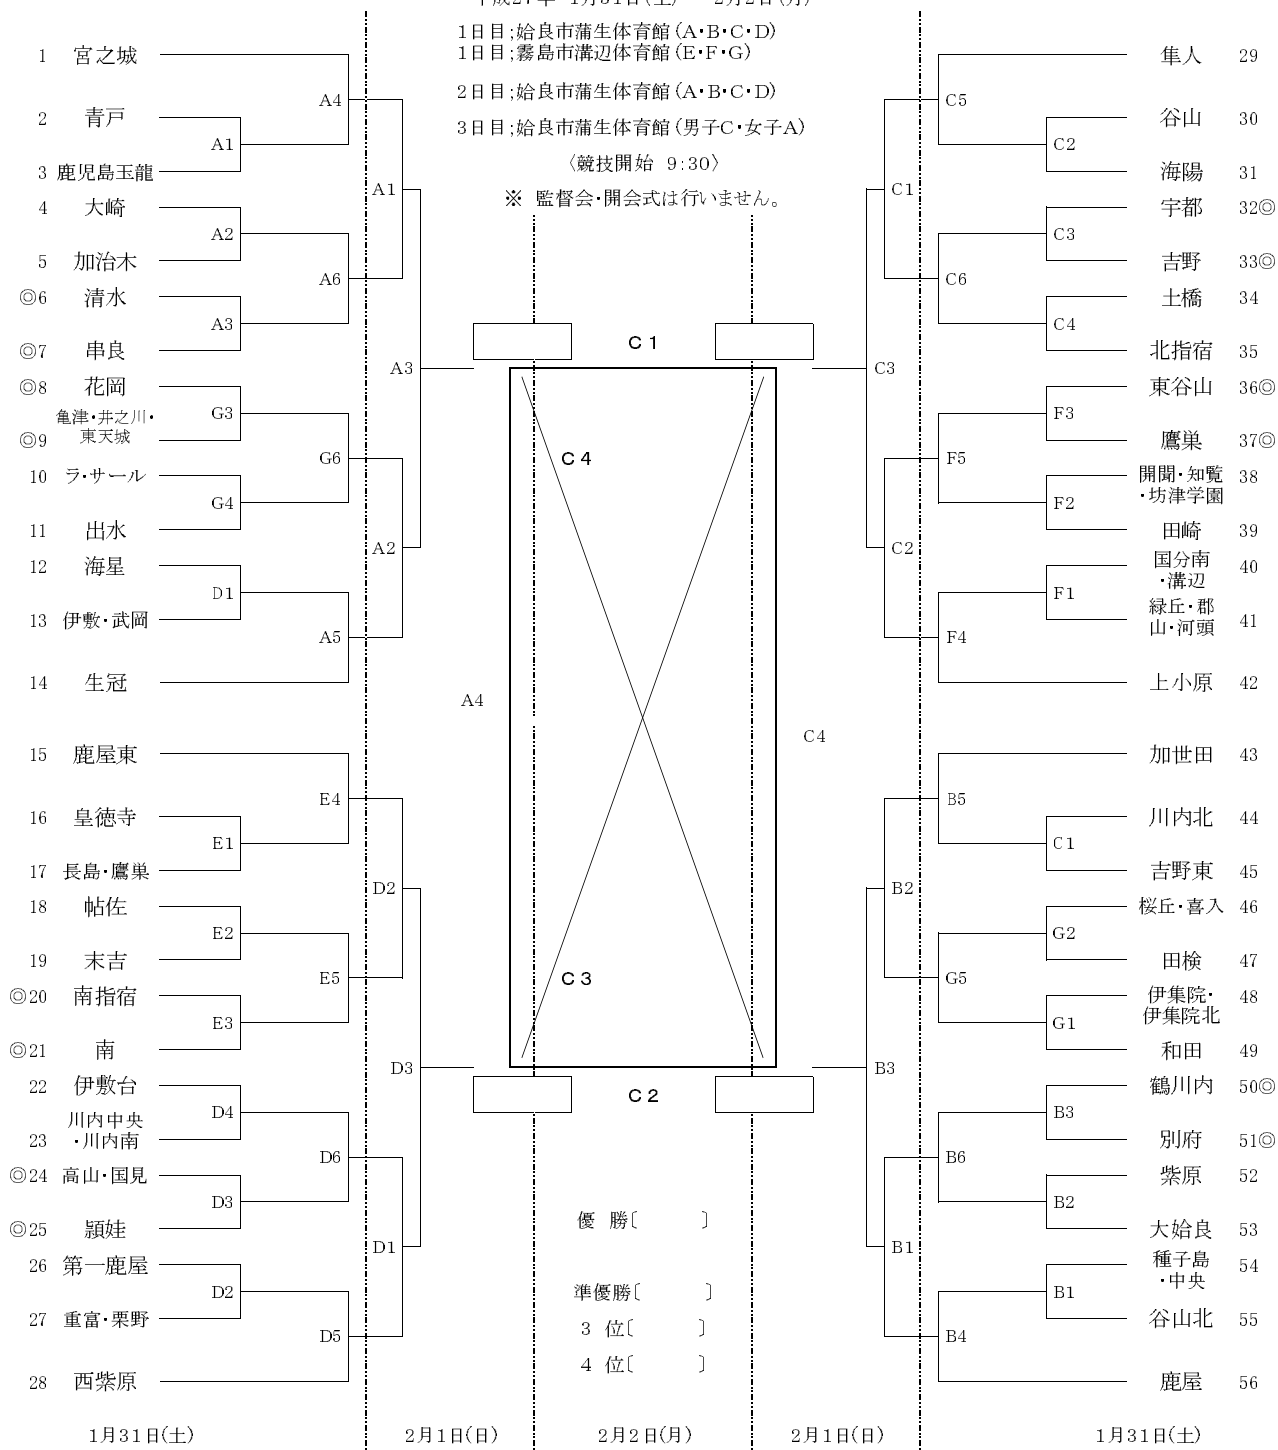 1日目;姶良市蒲生体育館(A・B・C・D)
1日目;霧島市溝辺体育館(E・F・G)
2日目;姶良市蒲生体育館(A・B・C・D)
3日目;姶良市蒲生体育館(男子C・女子A)
〈競技開始 9:30〉
※ 監督会・開会式は行いません。
1 宮之城
2 青戸
3 鹿児島玉龍
4 大崎
5 加治木
◎6 清水
◎7 串良
◎8 花岡
亀津・井之川・
◎9 東天城
10 ラ・サール
11 出水
12 海星
13 伊敷・武岡
14 生冠
15 鹿屋東
16 皇徳寺
17 長島・鷹巣
18 帖佐
19 末吉
◎20 南指宿
◎21 南
22 伊敷台
川内中央
23 ・川内南
◎24 高山・国見
◎25 頴娃
26 第一鹿屋
27 重富・栗野
28 西紫原
A1
A2
A3
G3
G4
D1
E1
E2
E3
D4
D3
D2
A4
A6
G6
A5
E4
E5
D6
D5
A1
A2
D2
D1
A3
D3
A4
C1
C4
C3
C2
優 勝〔 〕
準優勝〔 〕
3 位〔 〕
4 位〔 〕
C4
C3
B3
C1
C2
B2
B1
C5
C6
F5
F4
B5
G5
B6
B4
C2
C3
C4
F3
F2
F1
C1
G2
G1
B3
B2
B1
隼人 29
谷山 30
海陽 31
宇都 32◎
吉野 33◎
土橋 34
北指宿 35
東谷山 36◎
鷹巣 37◎
開聞・知覧 38
・坊津学園
田崎 39
国分南 40
・溝辺
緑丘・郡
山・河頭 41
上小原 42
加世田 43
川内北 44
吉野東 45
桜丘・喜入 46
田検 47
伊集院・ 48
伊集院北
和田 49
鶴川内 50◎
別府 51◎
紫原 52
大姶良 53
種子島 54
・中央
谷山北 55
鹿屋 56
1月31日(土) 2月1日(日) 2月2日(月) 2月1日(日) 1月31日(土)